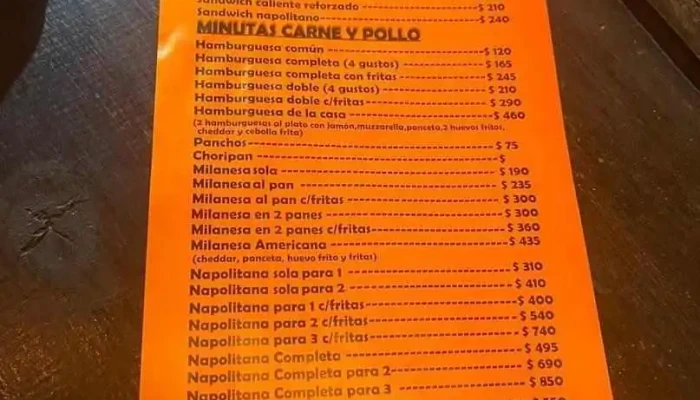 Sandwich caliente reforzado ---- $ 210
Sandwich napolitano ---- $ 240
MINUTAS CARNE Y POLLO
Hamburguesa común ---- $ 120
Hamburguesa completa (4 gustos) ---- $ 165
Hamburguesa completa con fritas ---- $ 245
Hamburguesa doble (4 gustos) ---- $ 210
Hamburguesa doble c/fritas ---- $ 290
Hamburguesa de la casa ---- $ 460
(2 hamburguesas al plato con jamón,muzzarella,panceta,2 huevos fritos,
cheddar y cebolla frita)
Panchos ---- $ 75
Choripan ---- $
Milanesa sola ---- $ 190
Milanesa al pan ---- $ 235
Milanesa al pan c/fritas ---- $ 300
Milanesa en 2 panes ---- $ 300
Milanesa en 2 panes c/fritas ---- $ 360
Milanesa Americana ---- $ 435
(cheddar, panceta, huevo frito y fritas)
Napolitana sola para 1 ---- $ 310
Napolitana sola para 2 ---- $ 410
Napolitana para 1 c/fritas ---- $ 400
Napolitana para 2 c/fritas ---- $ 540
Napolitana para 3 c/fritas ---- $ 740
Napolitana Completa ---- $ 495
Napolitana Completa para 2 ---- $ 690
Napolitana Completa para 3 ---- $ 850